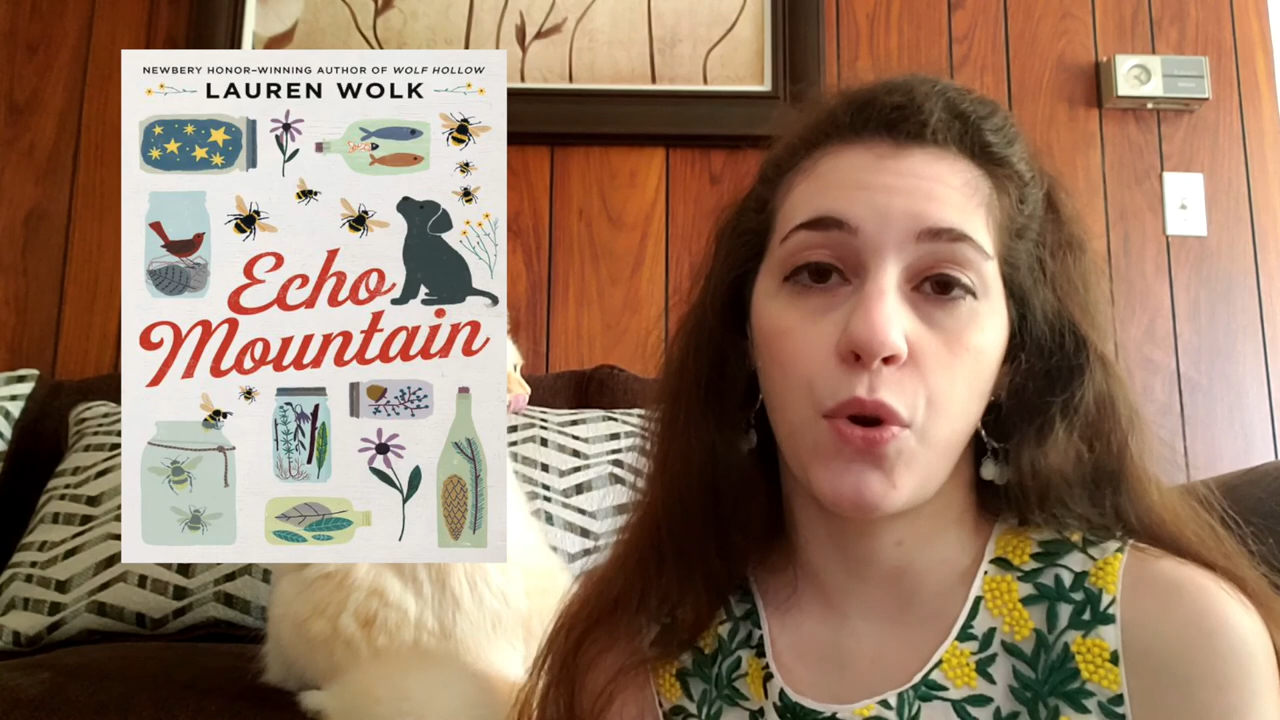 NEWBERY HONOR–WINNING AUTHOR OF WOLF HOLLOW
LAUREN WOLK
Echo
Mountain